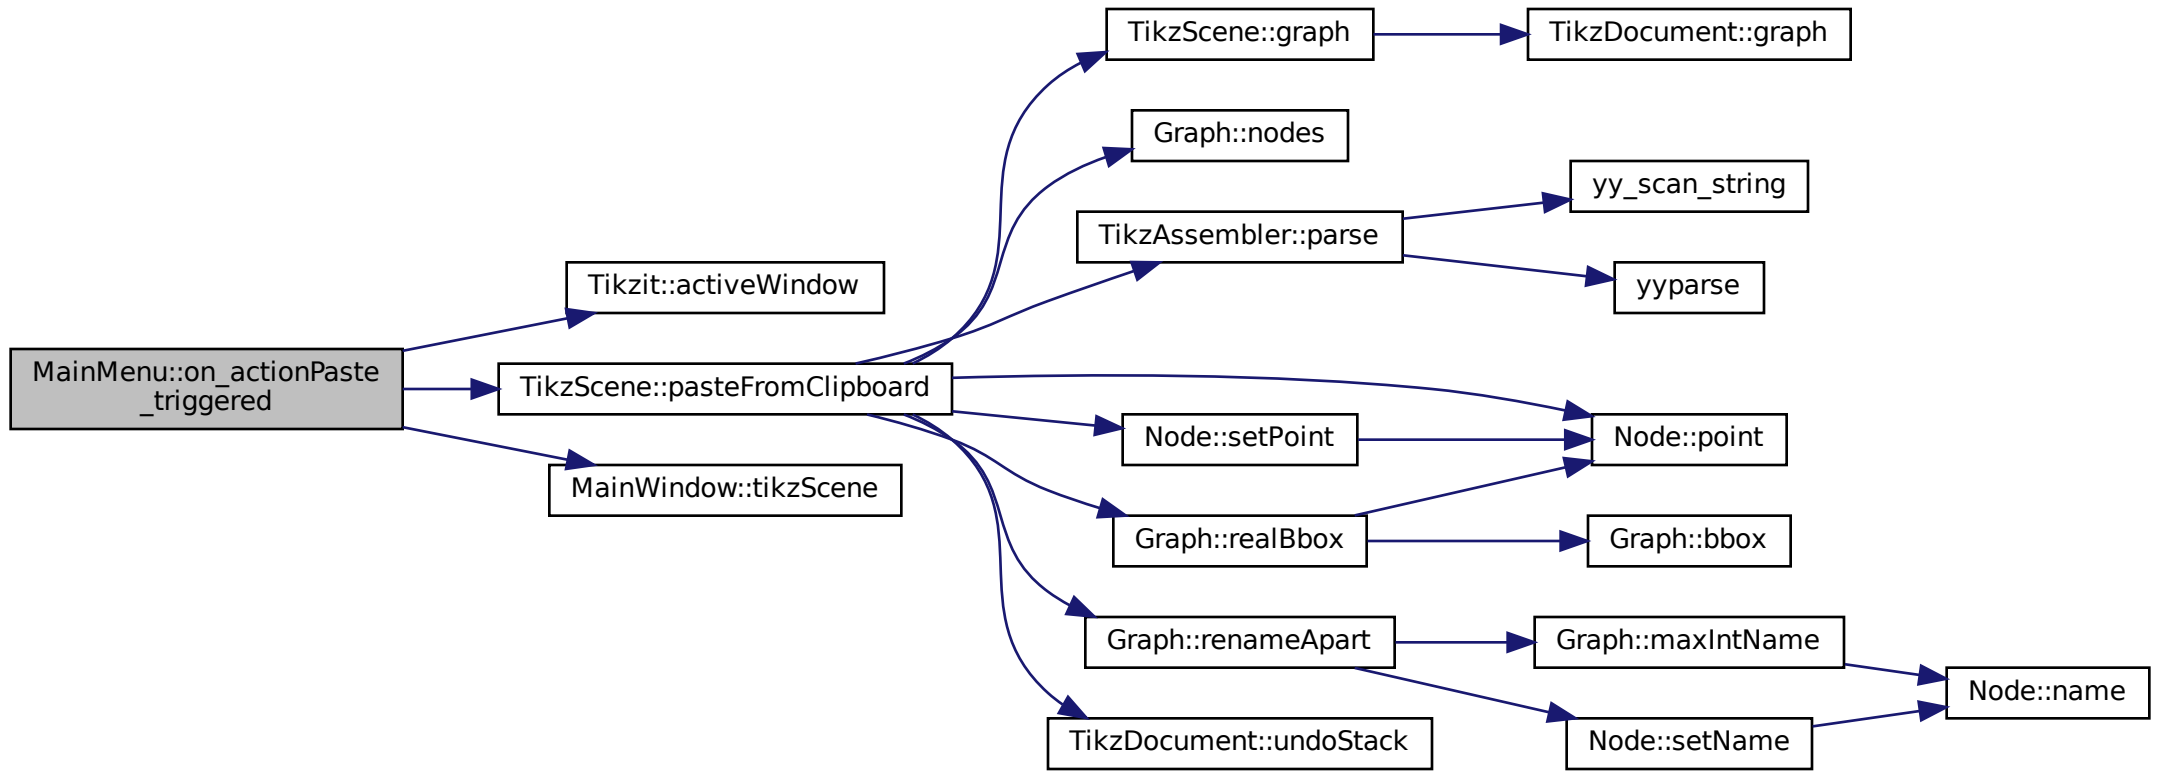 MainMenu::on_actionPaste
_triggered
Tikzit::activeWindow
TikzScene::pasteFromClipboard
MainWindow::tikzScene
TikzScene::graph
Graph::nodes
TikzAssembler::parse
Node::setPoint
Graph::realBbox
Graph::renameApart
TikzDocument::undoStack
TikzDocument::graph
yy_scan_string
yyparse
Node::point
Graph::bbox
Graph::maxIntName
Node::setName
Node::name